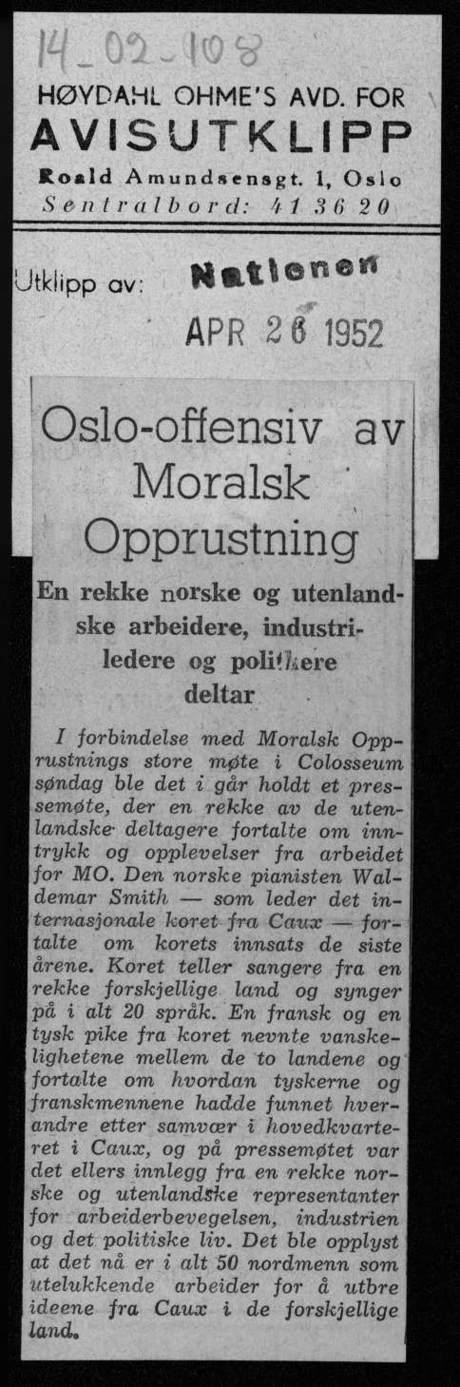 14-02-108
HØYDAHL OHME'S AVD. FOR
AVISUTKLIPP
Roald Amundsensgt. 1, Oslo
Sentralbord: 41 36 20
Utklipp av: Nationen
APR 26 1952
Oslo-offensiv av
Moralsk
Opprustning
En rekke norske og utenland-
ske arbeidere, industri-
ledere og politikere
deltar
I forbindelse med Moralsk Opp-
rustnings store møte i Colosseum
søndag ble det i går holdt et pres-
semøte, der en rekke av de uten-
landske deltagere fortalte om inn-
trykk og opplevelser fra arbeidet
for MO. Den norske pianisten Wal-
demar Smith — som leder det in-
ternasjonale koret fra Caux — for-
talte om korets innsats de siste
årene. Koret teller sangere fra en
rekke forskjellige land og synger
på i alt 20 språk. En fransk og en
tysk pike fra koret nevnte vanske-
lighetene mellem de to landene og
fortalte om hvordan tyskerne og
franskmennene hadde funnet hver-
andre etter samvær i hovedkvarte-
ret i Caux, og på pressemøtet var
det ellers innlegg fra en rekke nor-
ske og utenlandske representanter
for arbeiderbevegelsen, industrien
og det politiske liv. Det ble opplyst
at det nå er i alt 50 nordmenn som
utelukkende arbeider for å utbre
ideene fra Caux i de forskjellige
land.